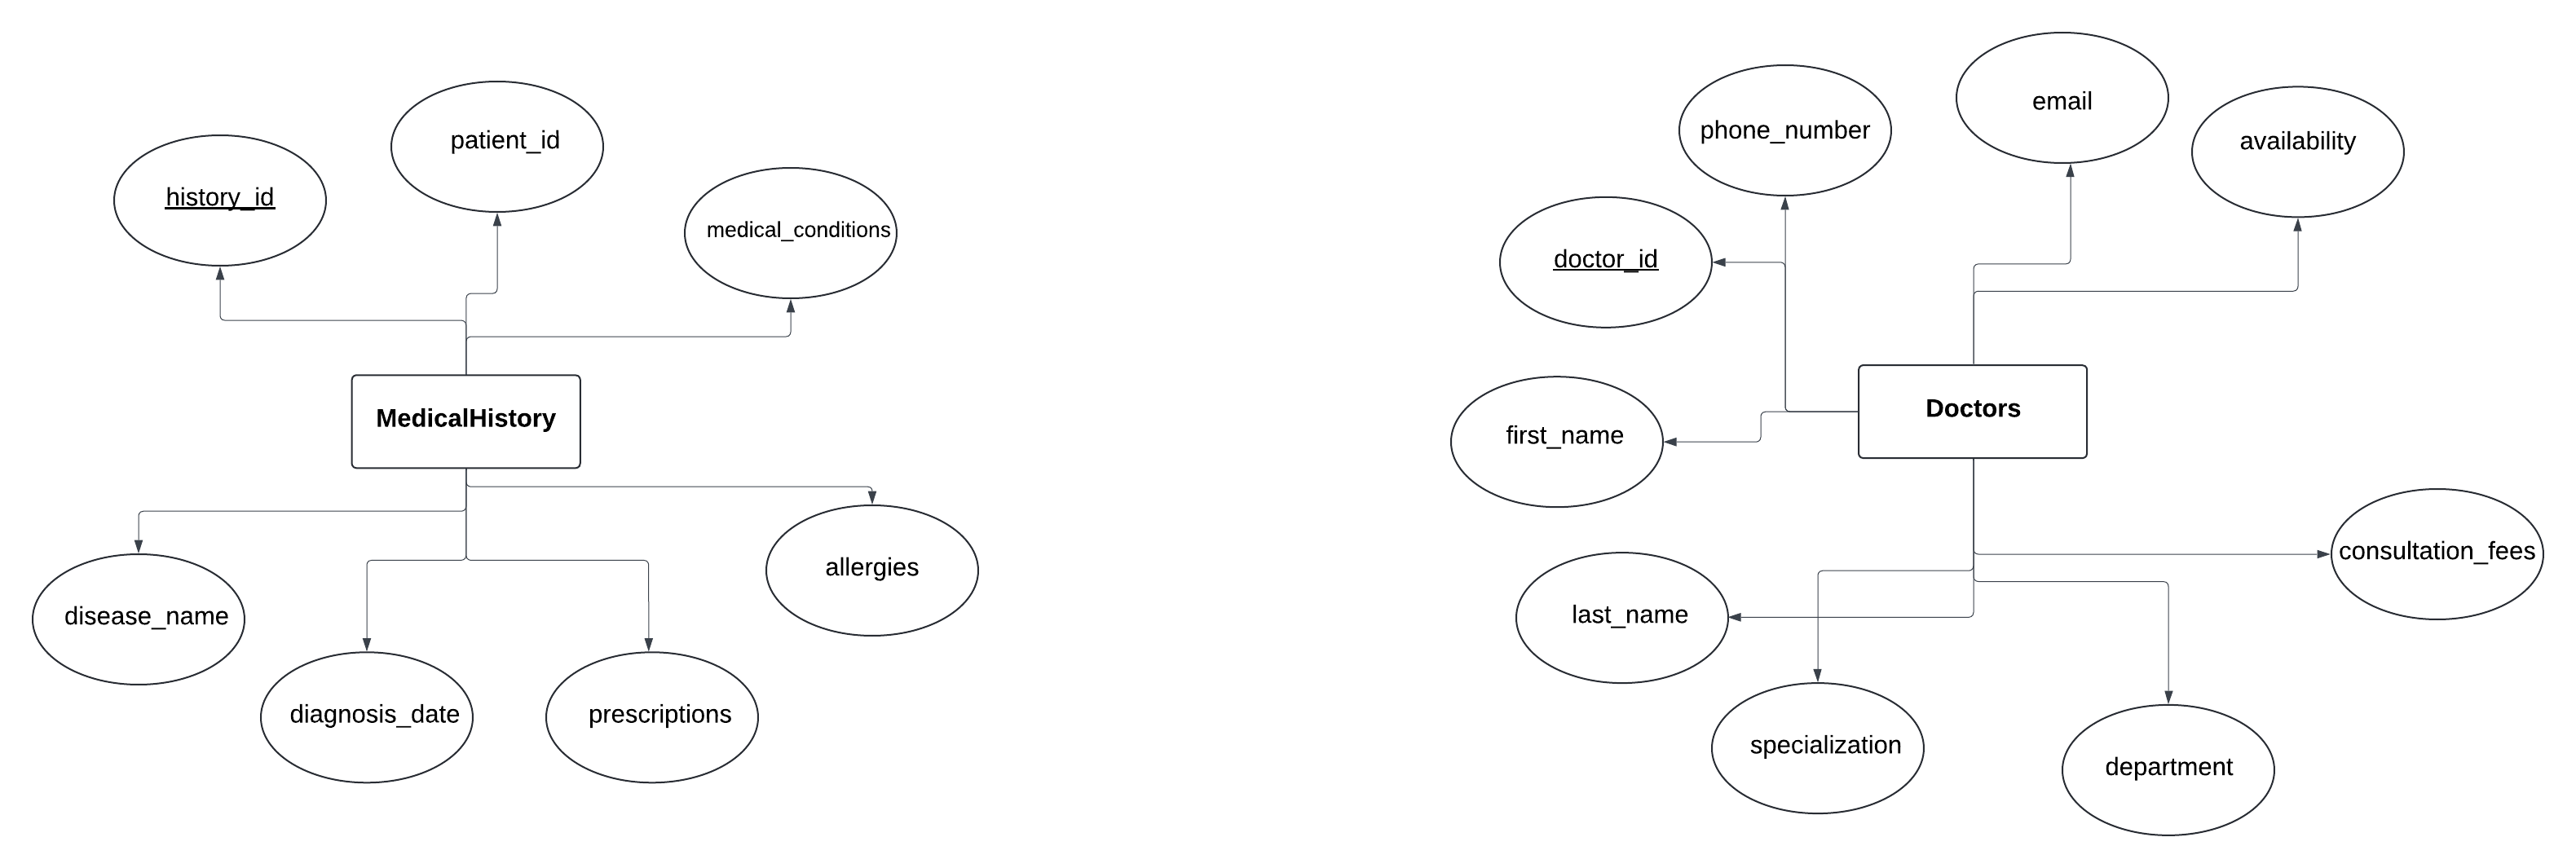 history_id
patient_id
medical_conditions
MedicalHistory
disease_name
diagnosis_date
prescriptions
allergies
phone_number
email
availability
doctor_id
first_name
Doctors
last_name
specialization
department
consultation_fees